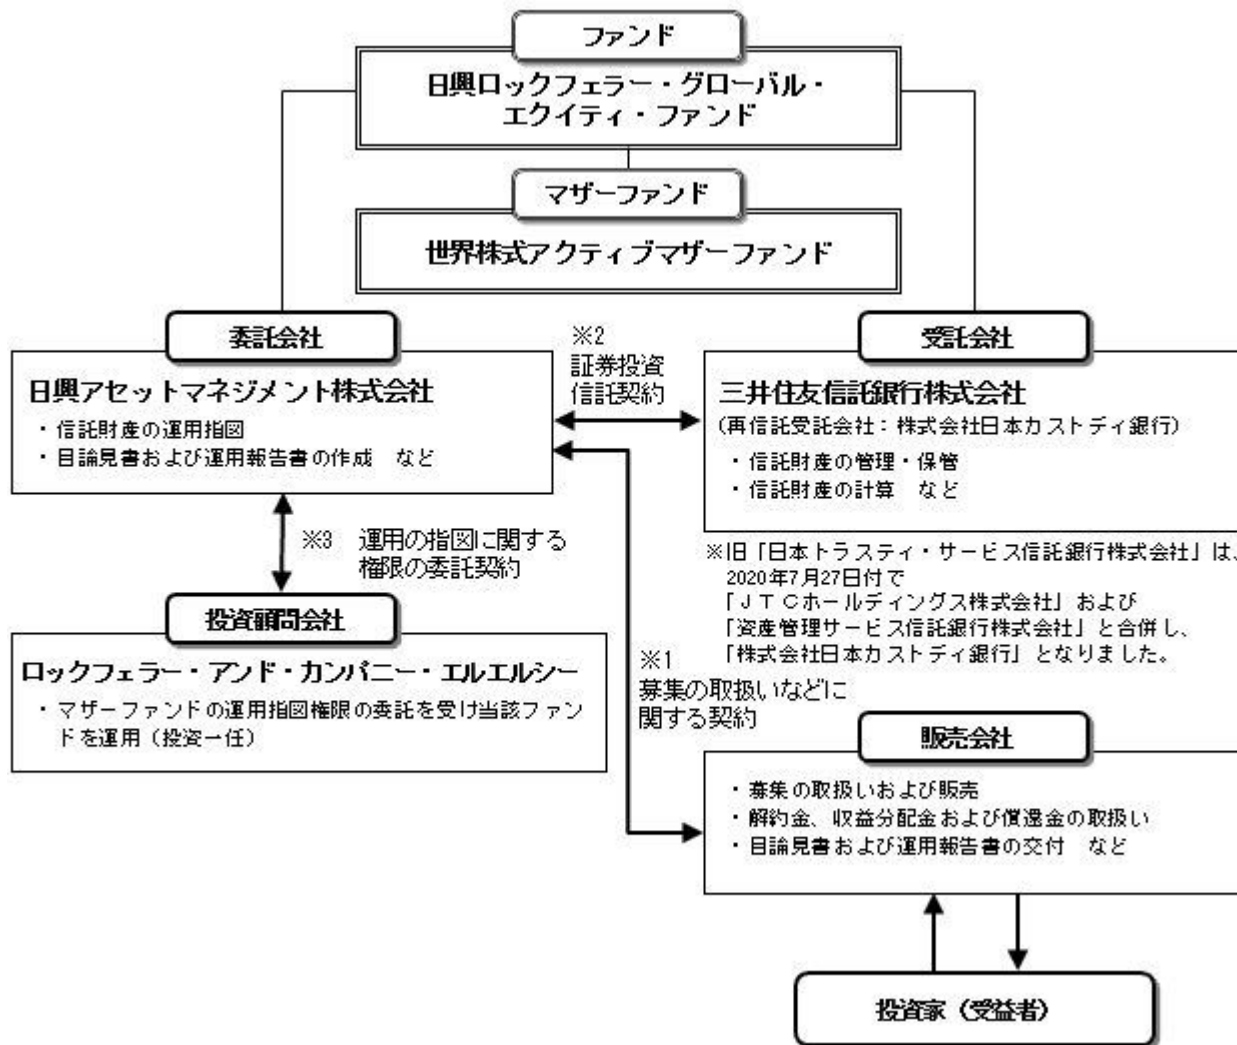 ファンド
日興ロックフェラー・グローバル・
エクイティ・ファンド
マザーファンド
世界株式アクティブマザーファンド
委託会社
日興アセットマネジメント株式会社
・信託財産の運用指図
・目論見書および運用報告書の作成 など
※2
証券投資
信託契約
受託会社
三井住友信託銀行株式会社
(再信託受託会社：株式会社日本カストディ銀行)
・信託財産の管理・保管
・信託財産の計算 など
※旧「日本トラスティ・サービス信託銀行株式会社」は、
2020年7月27日付で
「ＪＴＣホールディングス株式会社」および
「資産管理サービス信託銀行株式会社」と合併し、
「株式会社日本カストディ銀行」となりました。
※3 運用の指図に関する
権限の委託契約
投資顧問会社
ロックフェラー・アンド・カンパニー・エルエルシー
・マザーファンドの運用指図権限の委託を受け当該ファン
ドを運用（投資一任）
※1
募集の取扱いなどに
関する契約
販売会社
・募集の取扱いおよび販売
・解約金、収益分配金および償還金の取扱い
・目論見書および運用報告書の交付 など
投資家（受益者）